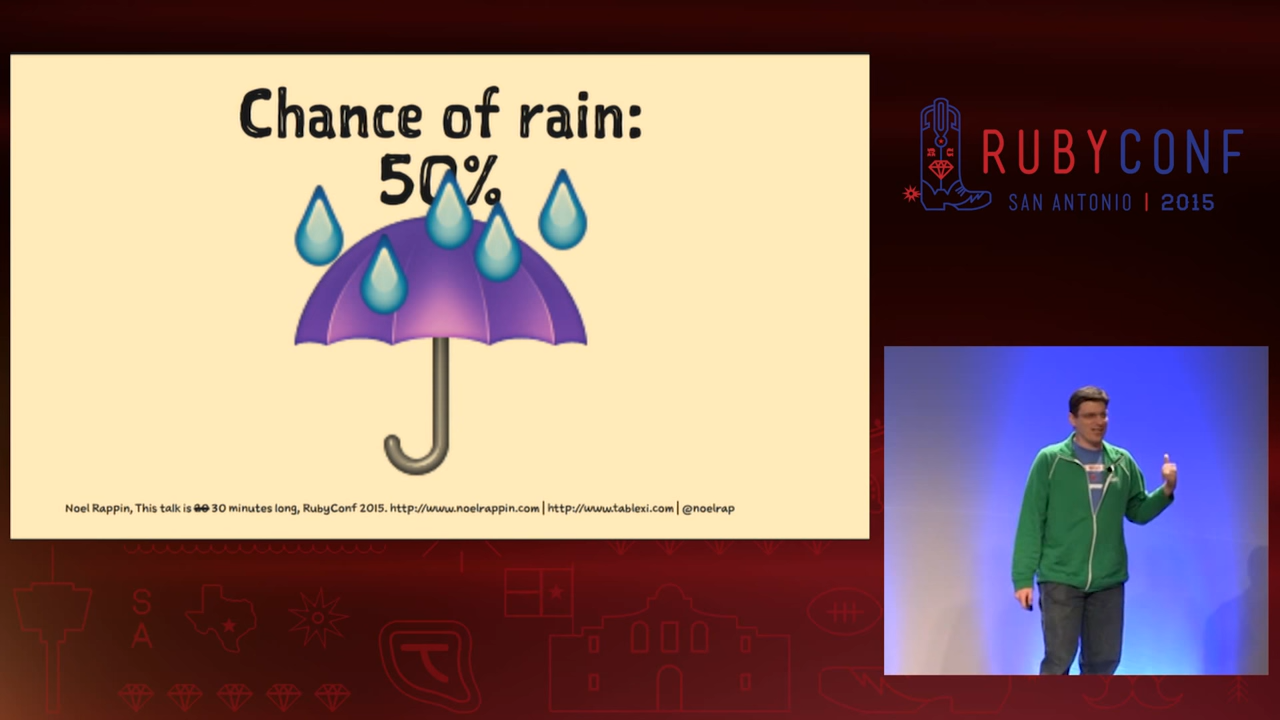 Chance of rain:
50%
Noel Rappin, This talk is 20 30 minutes long, RubyConf 2015. http://www.noelrappin.com | http://www.tablexi.com | @noelrap
RUBYCONF
SAN ANTONIO | 2015
S
A